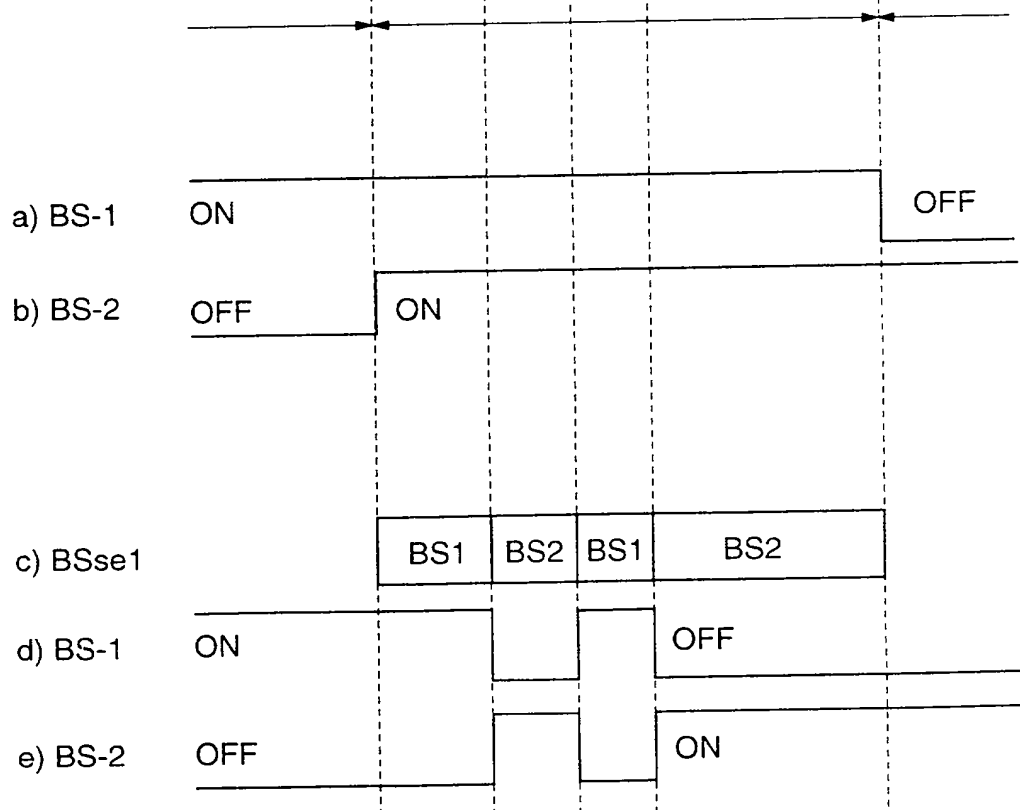 a) BS-1 ON OFF
b) BS-2 OFF ON
c) BSse1 BS1 BS2 BS1 BS2
d) BS-1 ON OFF
e) BS-2 OFF ON